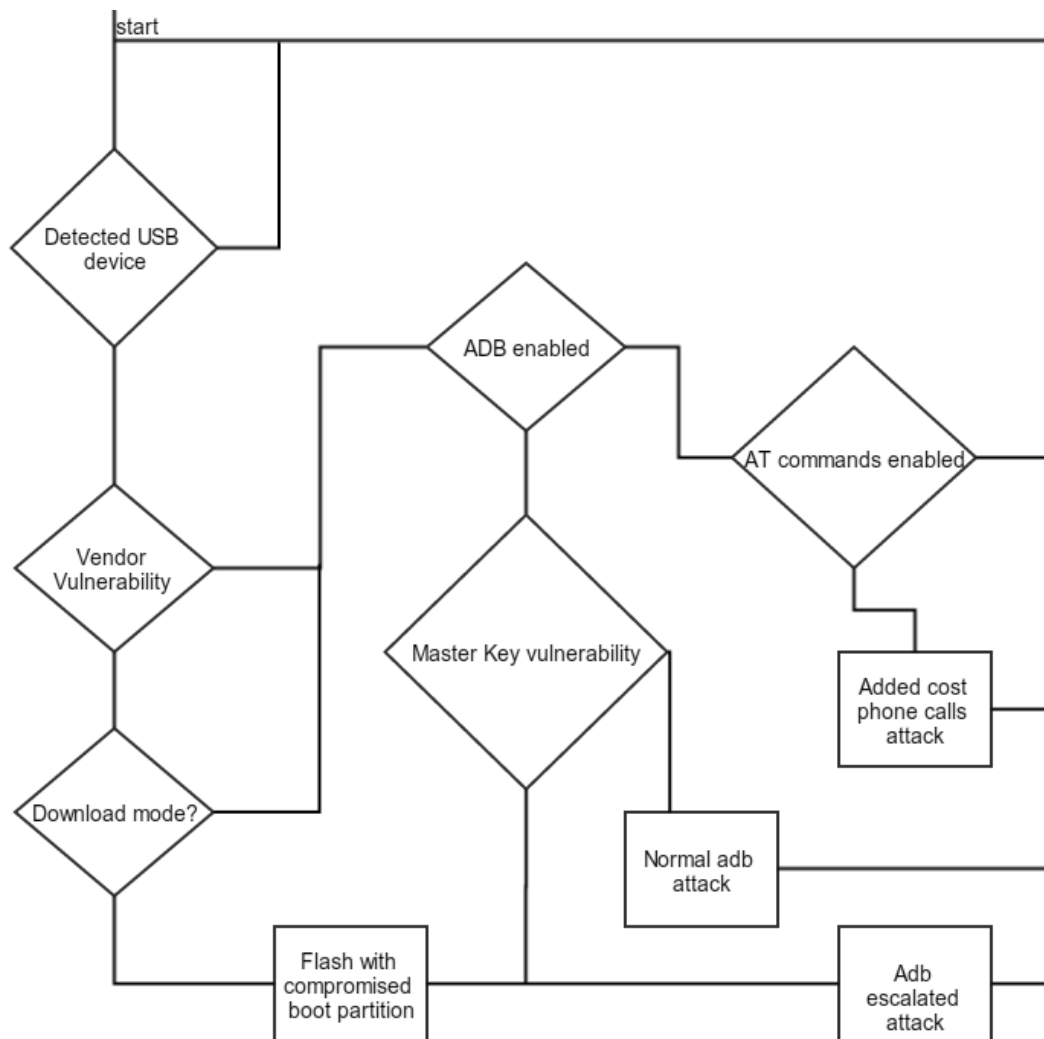 start
Detected USB
device
ADB enabled
AT commands enabled
Vendor
Vulnerability
Master Key vulnerability
Added cost
phone calls
attack
Download mode?
Normal adb
attack
Flash with
compromised
boot partition
Adb
escalated
attack